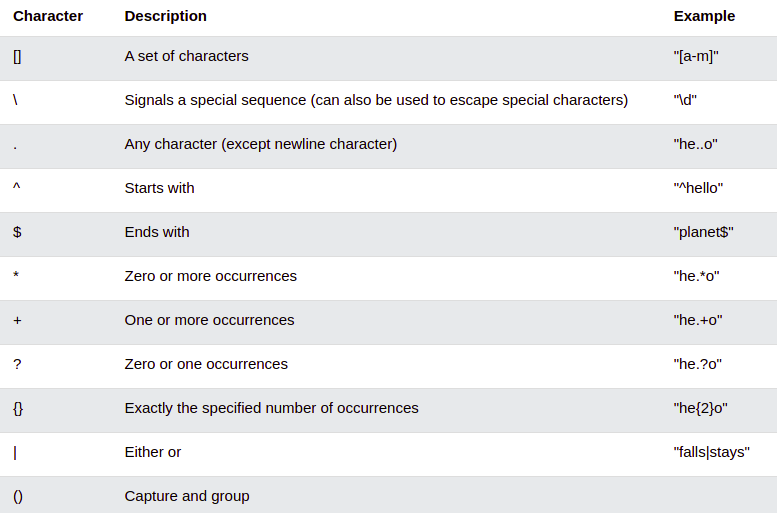 Character Description Example
[] A set of characters "[a-m]"
\ Signals a special sequence (can also be used to escape special characters) "\d"
. Any character (except newline character) "he..o"
^ Starts with "^hello"
$ Ends with "planet$"
* Zero or more occurrences "he.*o"
+ One or more occurrences "he.+o"
? Zero or one occurrences "he.?o"
{} Exactly the specified number of occurrences "he{2}o"
| Either or "falls|stays"
() Capture and group